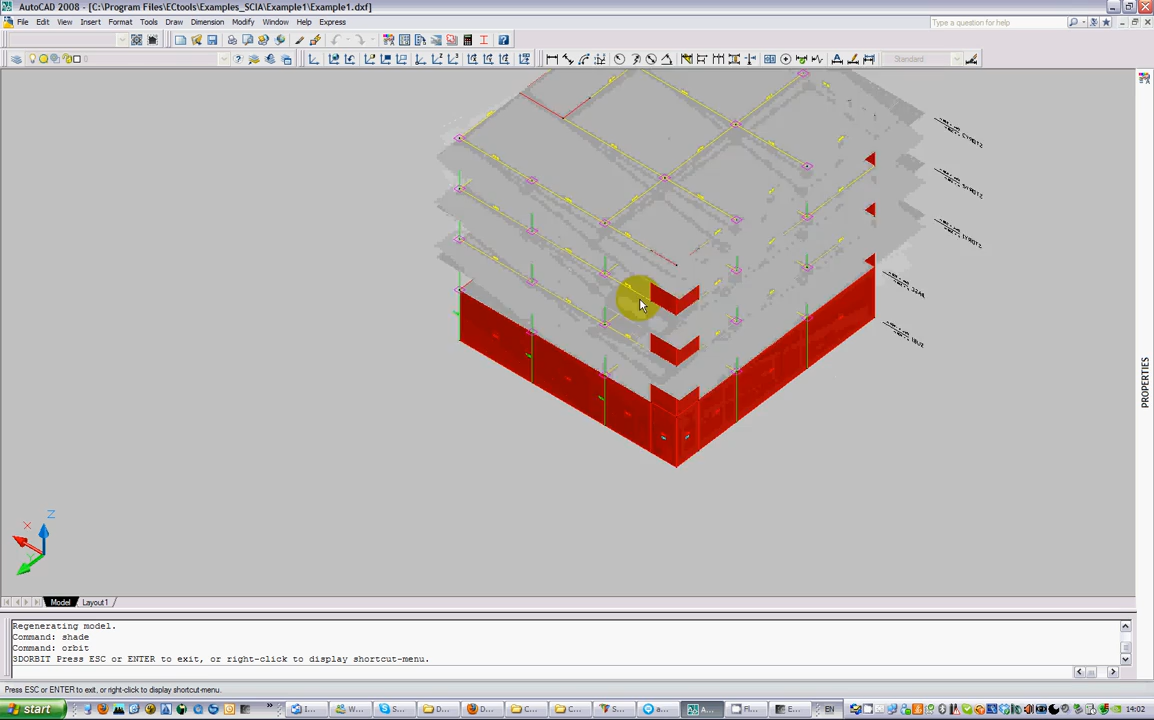 AutoCAD 2008 - [C:\Program Files\ECtools\Examples_SCIA\Example1\Example1.dxf]
File Edit View Insert Format Tools Draw Dimension Modify Window Help Express
Type a question for help
0
Standard
PROPERTIES
X
Z
Model Layout1
Regenerating model.
Command: shade
Command: orbit
3DORBIT Press ESC or ENTER to exit, or right-click to display shortcut-menu.
Press ESC or ENTER to exit, or right-click to display shortcut-menu.
start I... W... S... D... D... C... C... S... a... A... Fl... E... EN 14:02